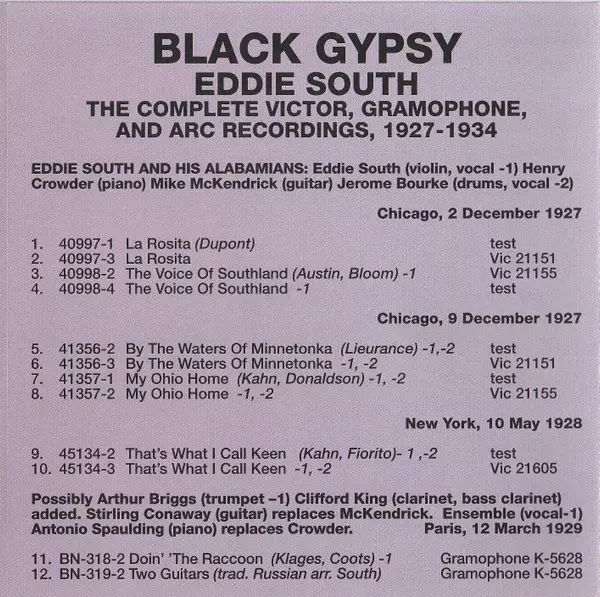 BLACK GYPSY
EDDIE SOUTH
THE COMPLETE VICTOR, GRAMOPHONE,
AND ARC RECORDINGS, 1927-1934
EDDIE SOUTH AND HIS ALABAMIANS: Eddie South (violin, vocal -1) Henry
Crowder (piano) Mike McKendrick (guitar) Jerome Bourke (drums, vocal -2)
Chicago, 2 December 1927
1. 40997-1 La Rosita (Dupont) test
2. 40997-3 La Rosita Vic 21151
3. 40998-2 The Voice Of Southland (Austin, Bloom) -1 Vic 21155
4. 40998-4 The Voice Of Southland -1 test
Chicago, 9 December 1927
5. 41356-2 By The Waters Of Minnetonka (Lieurance) -1,-2 test
6. 41356-3 By The Waters Of Minnetonka -1, -2 Vic 21151
7. 41357-1 My Ohio Home (Kahn, Donaldson) -1, -2 test
8. 41357-2 My Ohio Home -1, -2 Vic 21155
New York, 10 May 1928
9. 45134-2 That's What I Call Keen (Kahn, Fiorito)- 1 ,-2 test
10. 45134-3 That's What I Call Keen -1, -2 Vic 21605
Possibly Arthur Briggs (trumpet –1) Clifford King (clarinet, bass clarinet)
added. Stirling Conaway (guitar) replaces McKendrick. Ensemble (vocal-1)
Antonio Spaulding (piano) replaces Crowder. Paris, 12 March 1929
11. BN-318-2 Doin' 'The Raccoon (Klages, Coots) -1 Gramophone K-5628
12. BN-319-2 Two Guitars (trad. Russian arr. South) Gramophone K-5628